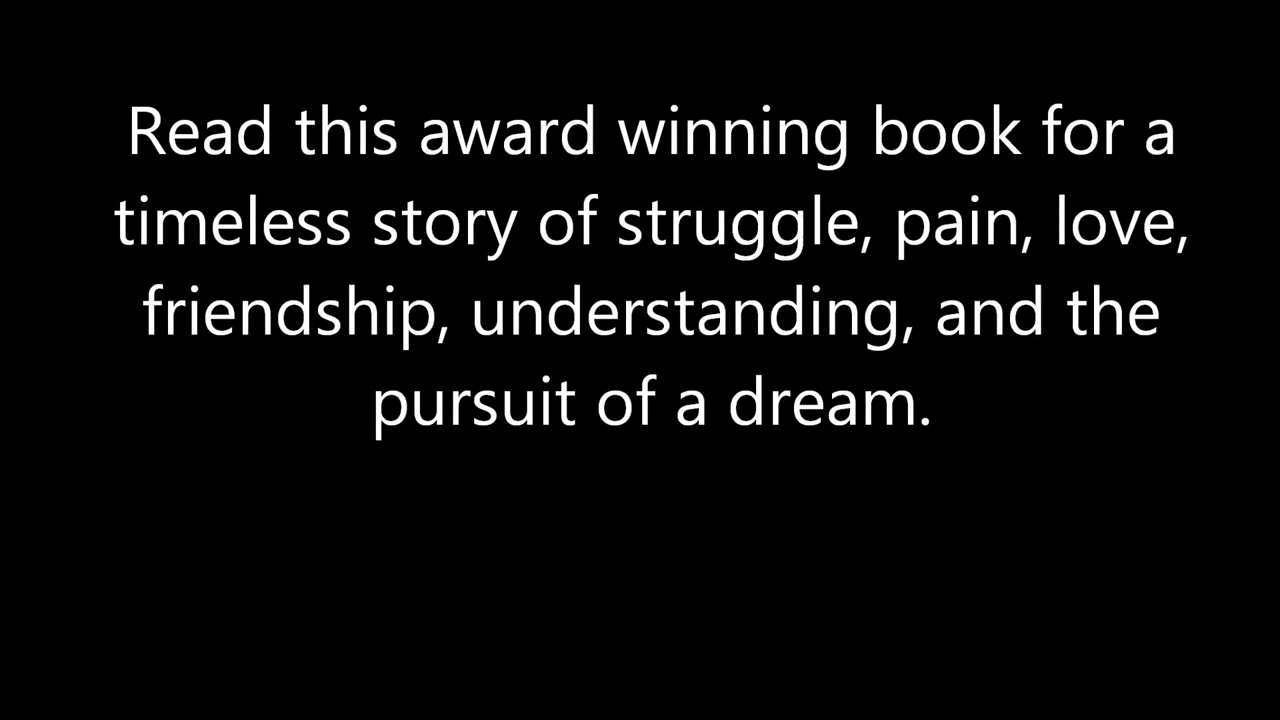 Read this award winning book for a
timeless story of struggle, pain, love,
friendship, understanding, and the
pursuit of a dream.